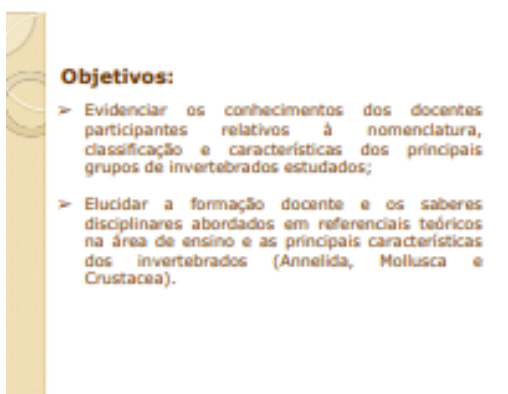 Objetivos:
➢ Evidenciar os conhecimentos dos docentes
participantes relativos à nomenclatura,
classificação e características dos principais
grupos de invertebrados estudados;
➢ Elucidar a formação docente e os saberes
disciplinares abordados em referenciais teóricos
na área de ensino e as principais características
dos invertebrados (Annelida, Mollusca e
Crustacea).